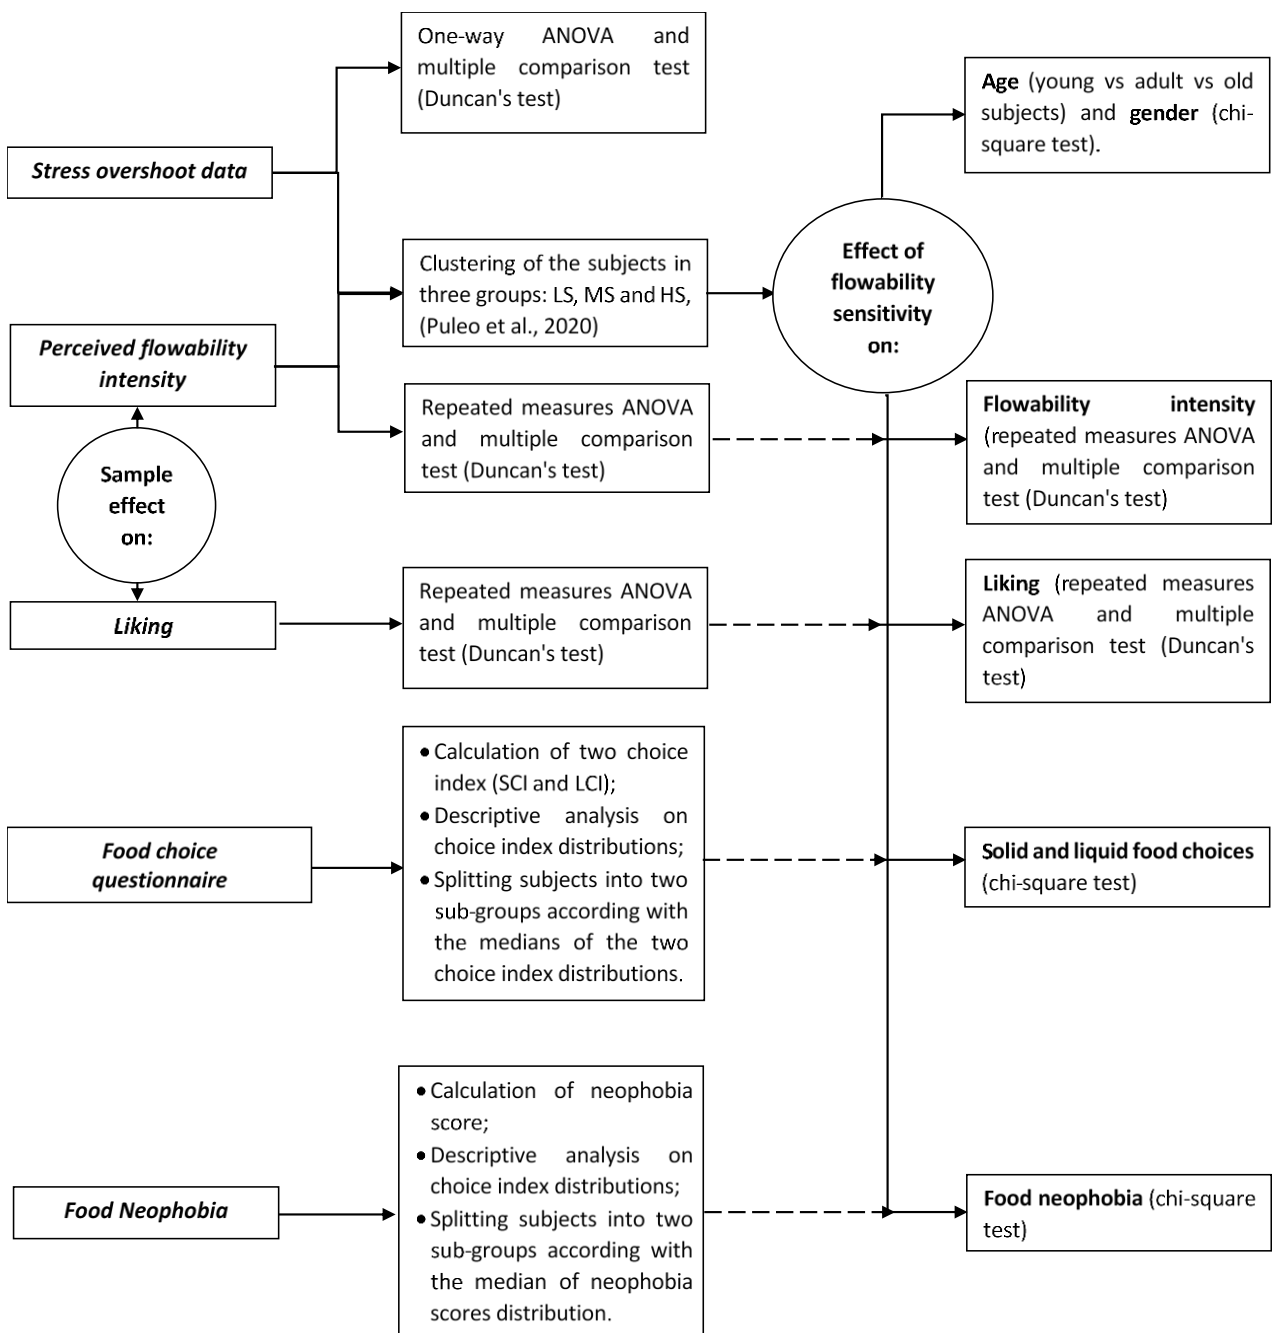 One-way ANOVA and
multiple comparison test
(Duncan's test)
Age (young vs adult vs old
subjects) and gender (chi-
square test).
Stress overshoot data
Effect of
flowability
sensitivity
on:
Clustering of the subjects in
three groups: LS, MS and HS,
(Puleo et al., 2020)
Perceived flowability
intensity
Repeated measures ANOVA
and multiple comparison
test (Duncan's test)
Flowability intensity
(repeated measures ANOVA
and multiple comparison
test (Duncan's test)
Sample
effect
on:
Liking
Repeated measures ANOVA
and multiple comparison
test (Duncan's test)
Liking (repeated measures
ANOVA and multiple
comparison test (Duncan's
test)
Food choice
questionnaire
• Calculation of two choice
index (SCI and LCI);
• Descriptive analysis on
choice index distributions;
• Splitting subjects into two
sub-groups according with
the medians of the two
choice index distributions.
Solid and liquid food choices
(chi-square test)
Food Neophobia
• Calculation of neophobia
score;
• Descriptive analysis on
choice index distributions;
• Splitting subjects into two
sub-groups according with
the median of neophobia
scores distribution.
Food neophobia (chi-square
test)